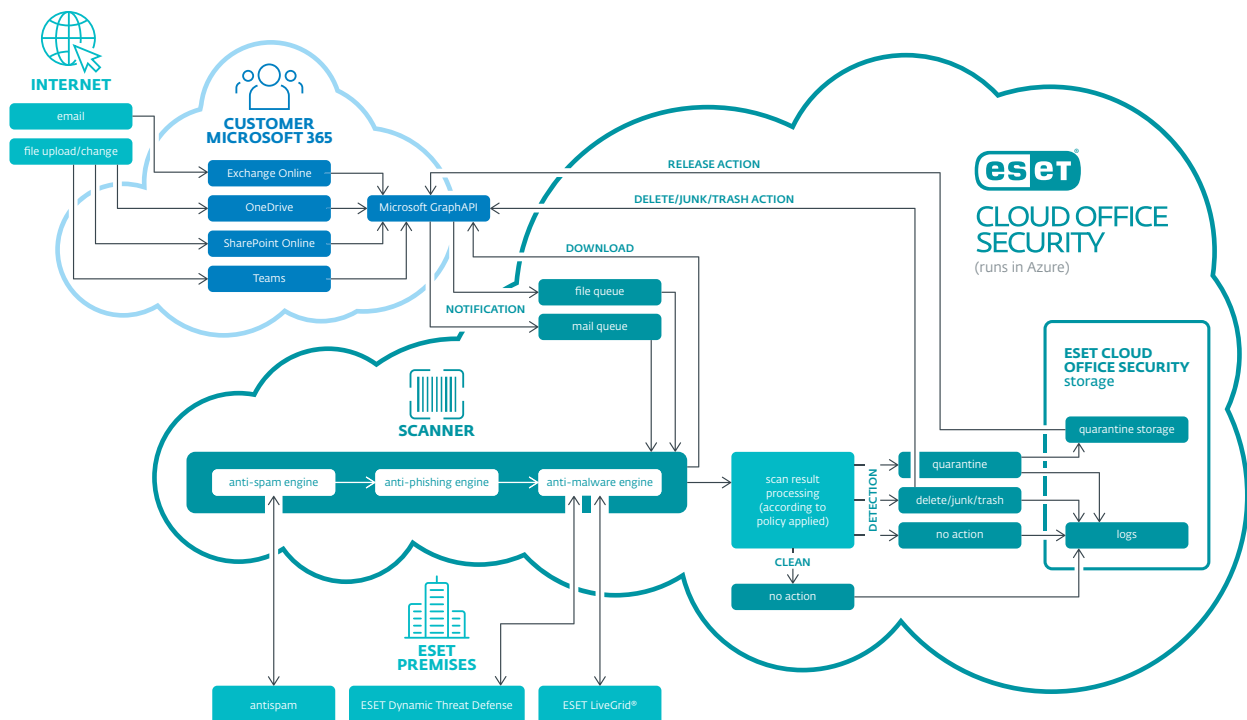 INTERNET
email
file upload/change
CUSTOMER
MICROSOFT 365
Exchange Online
OneDrive
SharePoint Online
Teams
Microsoft GraphAPI
RELEASE ACTION
DELETE/JUNK/TRASH ACTION
DOWNLOAD
NOTIFICATION
file queue
mail queue
eseT®
CLOUD OFFICE
SECURITY
(runs in Azure)
SCANNER
anti-spam engine
anti-phishing engine
anti-malware engine
scan result
processing
(according to
policy applied)
DETECTION
quarantine
delete/junk/trash
no action
CLEAN
no action
ESET CLOUD
OFFICE SECURITY
storage
quarantine storage
logs
ESET
PREMISES
antispam
ESET Dynamic Threat Defense
ESET LiveGrid®